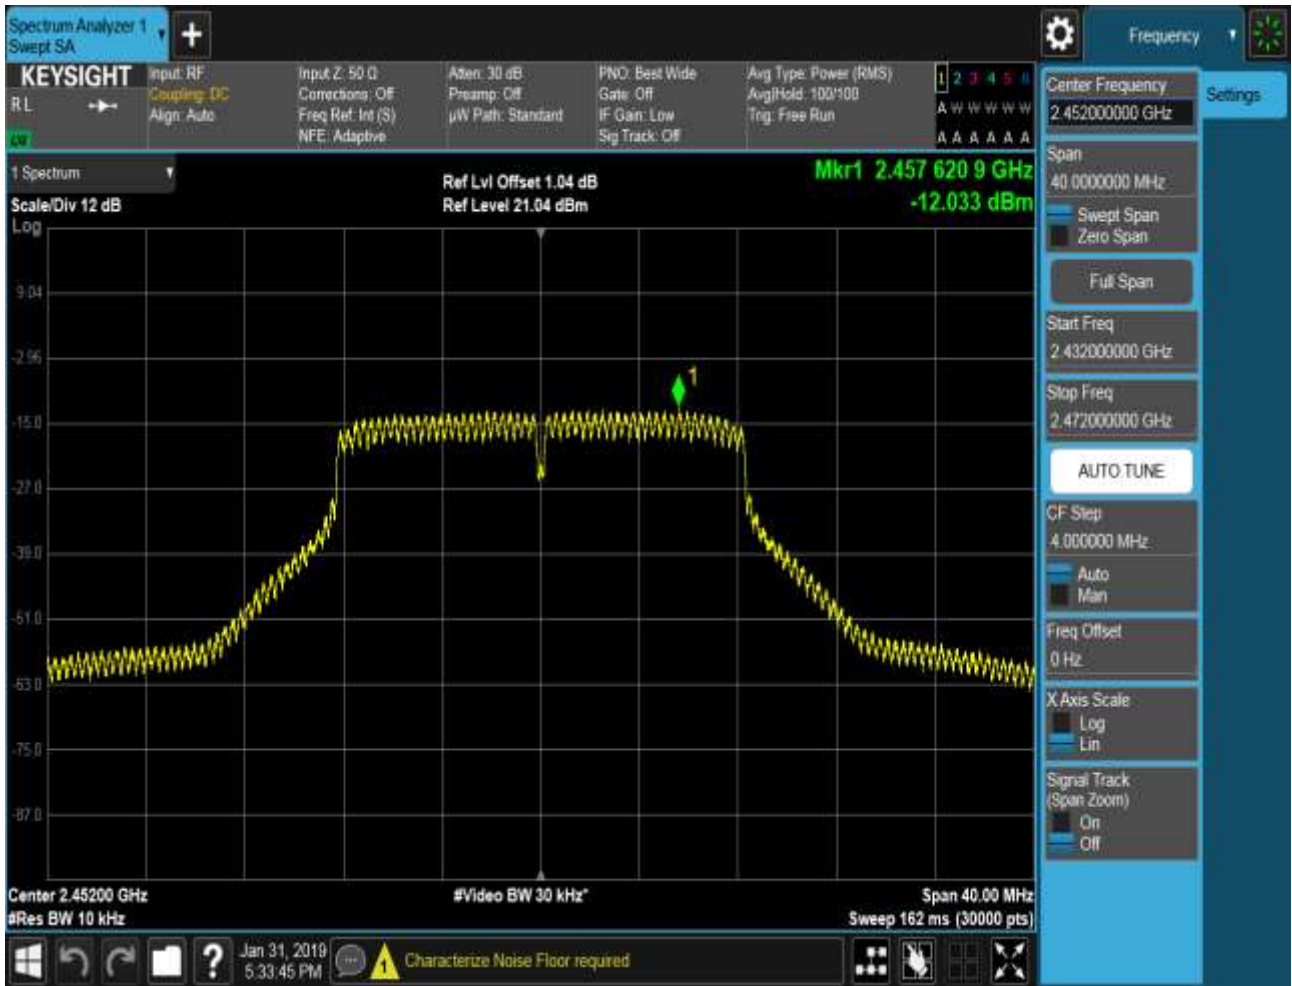 Spectrum Analyzer 1
Swept SA
Frequency
KEYSIGHT
Input: RF
Coupling: DC
Align: Auto
Input Z: 50 Ω
Corrections: Off
Freq Ref: Int (S)
NFE: Adaptive
Atten: 30 dB
Preamp: Off
µW Path: Standard
PNO: Best Wide
Gate: Off
IF Gain: Low
Sig Track: Off
Avg Type: Power (RMS)
Avg|Hold: 100/100
Trig: Free Run
1 2 3 4 5 6
A W W W W W
A A A A A A
R L
1 Spectrum
Scale/Div 12 dB
Log
Ref Lvl Offset 1.04 dB
Ref Level 21.04 dBm
Mkr1 2.457 620 9 GHz
-12.033 dBm
1
9.04
-2.96
-15.0
-27.0
-39.0
-51.0
-63.0
-75.0
-87.0
Center 2.45200 GHz
#Res BW 10 kHz
#Video BW 30 kHz*
Span 40.00 MHz
Sweep 162 ms (30000 pts)
Center Frequency
2.452000000 GHz
Settings
Span
40.0000000 MHz
Swept Span
Zero Span
Full Span
Start Freq
2.432000000 GHz
Stop Freq
2.472000000 GHz
AUTO TUNE
CF Step
4.000000 MHz
Auto
Man
Freq Offset
0 Hz
X Axis Scale
Log
Lin
Signal Track
(Span Zoom)
On
Off
?
Jan 31, 2019
5:33:45 PM
1
Characterize Noise Floor required